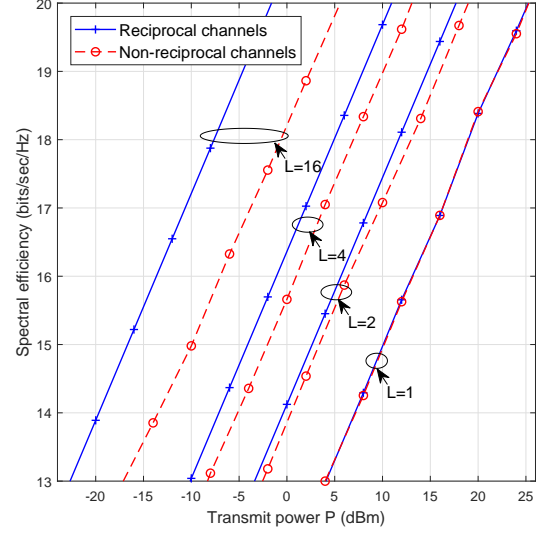 Reciprocal channels
Non-reciprocal channels
20
19
18
17
16
15
14
13
Spectral efficiency (bits/sec/Hz)
L=16
L=4
L=2
L=1
-20 -15 -10 -5 0 5 10 15 20 25
Transmit power P (dBm)